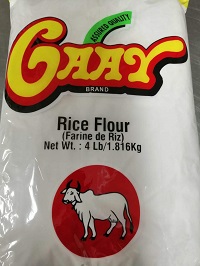 ASSURED QUALITY
GAAY
BRAND
Rice Flour
(Farine de Riz)
Net Wt. : 4 Lb/1.816Kg